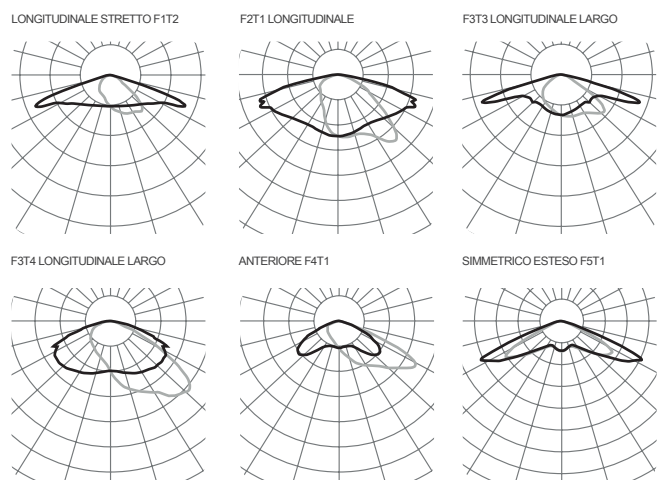 LONGITUDINALE STRETTO F1T2
F2T1 LONGITUDINALE
F3T3 LONGITUDINALE LARGO
F3T4 LONGITUDINALE LARGO
ANTERIORE F4T1
SIMMETRICO ESTESO F5T1